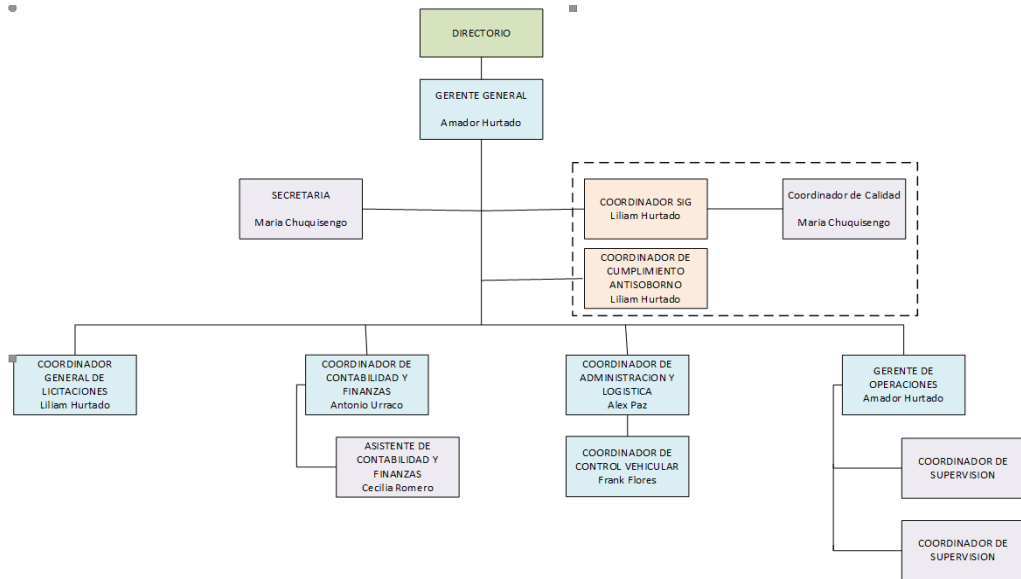 DIRECTORIO
GERENTE GENERAL
Amador Hurtado
SECRETARIA
Maria Chuquisengo
COORDINADOR SIG
Liliam Hurtado
Coordinador de Calidad
Maria Chuquisengo
COORDINADOR DE
CUMPLIMIENTO
ANTISOBORNO
Liliam Hurtado
COORDINADOR
GENERAL DE
LICITACIONES
Liliam Hurtado
COORDINADOR DE
CONTABILIDAD Y
FINANZAS
Antonio Urraco
COORDINADOR DE
ADMINISTRACION Y
LOGISTICA
Alex Paz
GERENTE DE
OPERACIONES
Amador Hurtado
ASISTENTE DE
CONTABILIDAD Y
FINANZAS
Cecilia Romero
COORDINADOR DE
CONTROL VEHICULAR
Frank Flores
COORDINADOR DE
SUPERVISION
COORDINADOR DE
SUPERVISION